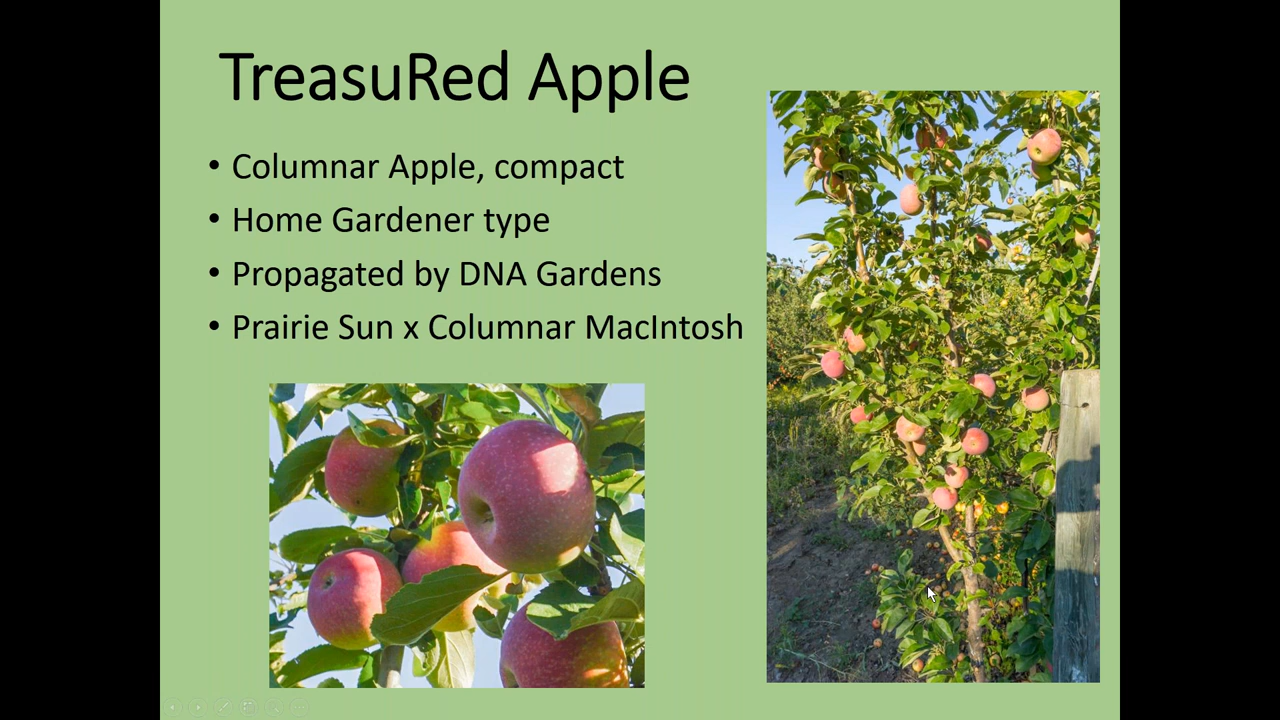 TreasuRed Apple
• Columnar Apple, compact
• Home Gardener type
• Propagated by DNA Gardens
• Prairie Sun x Columnar MacIntosh